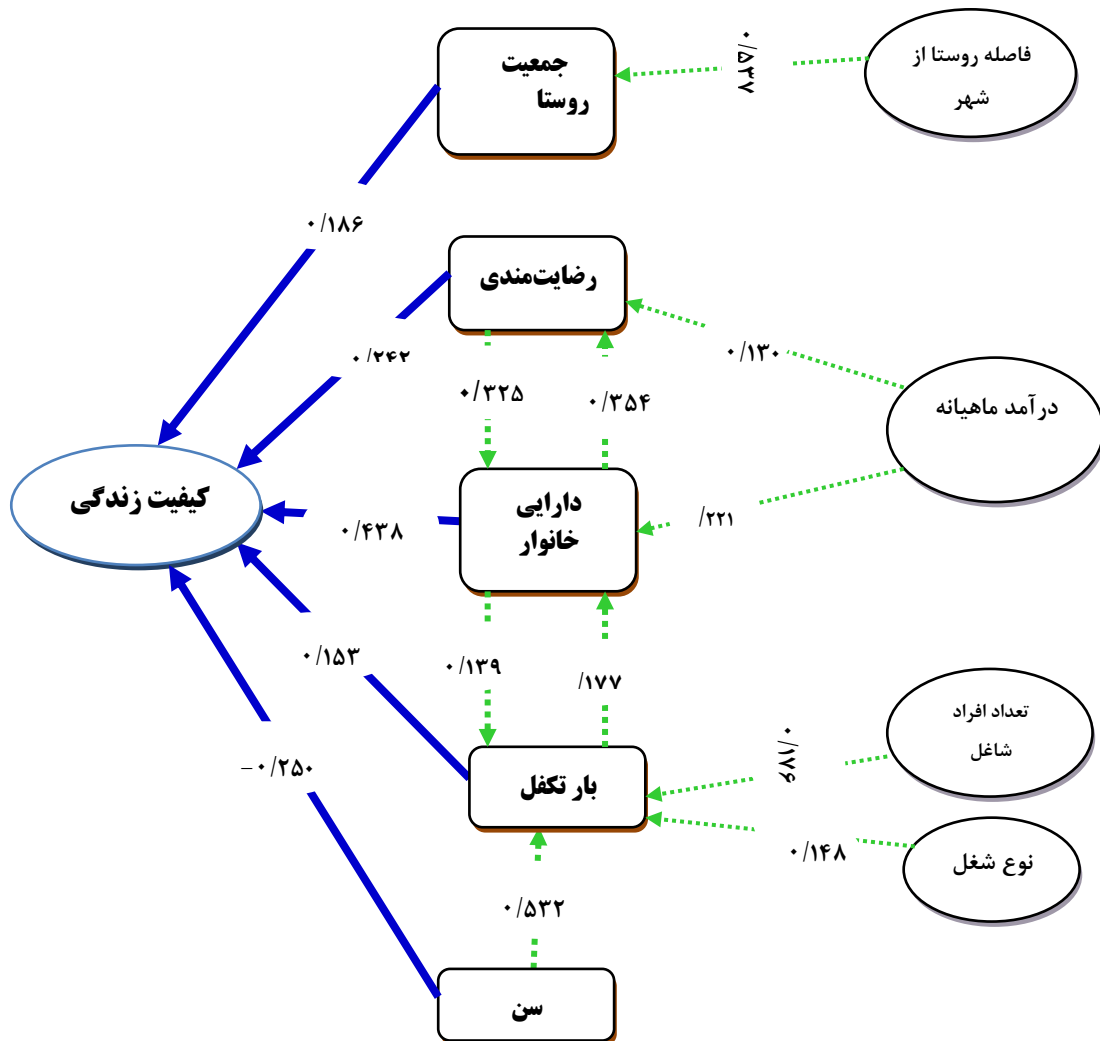 فاصله روستا از
شهر
۰/۵۳۷
جمعیت
روستا
۰/۱۸۶
رضایت‌مندی
۰/۲۴۲
۰/۱۳۰
۰/۳۵۴
۰/۳۲۵
درآمد ماهیانه
دارایی
خانوار
کیفیت زندگی
۰/۴۳۸
/۲۲۱
۰/۱۵۳
/۱۷۷
۰/۱۳۹
تعداد افراد
شاغل
۰/۱۷۶
بار تکفل
-۰/۲۵۰
نوع شغل
۰/۱۴۸
۰/۵۳۲
سن